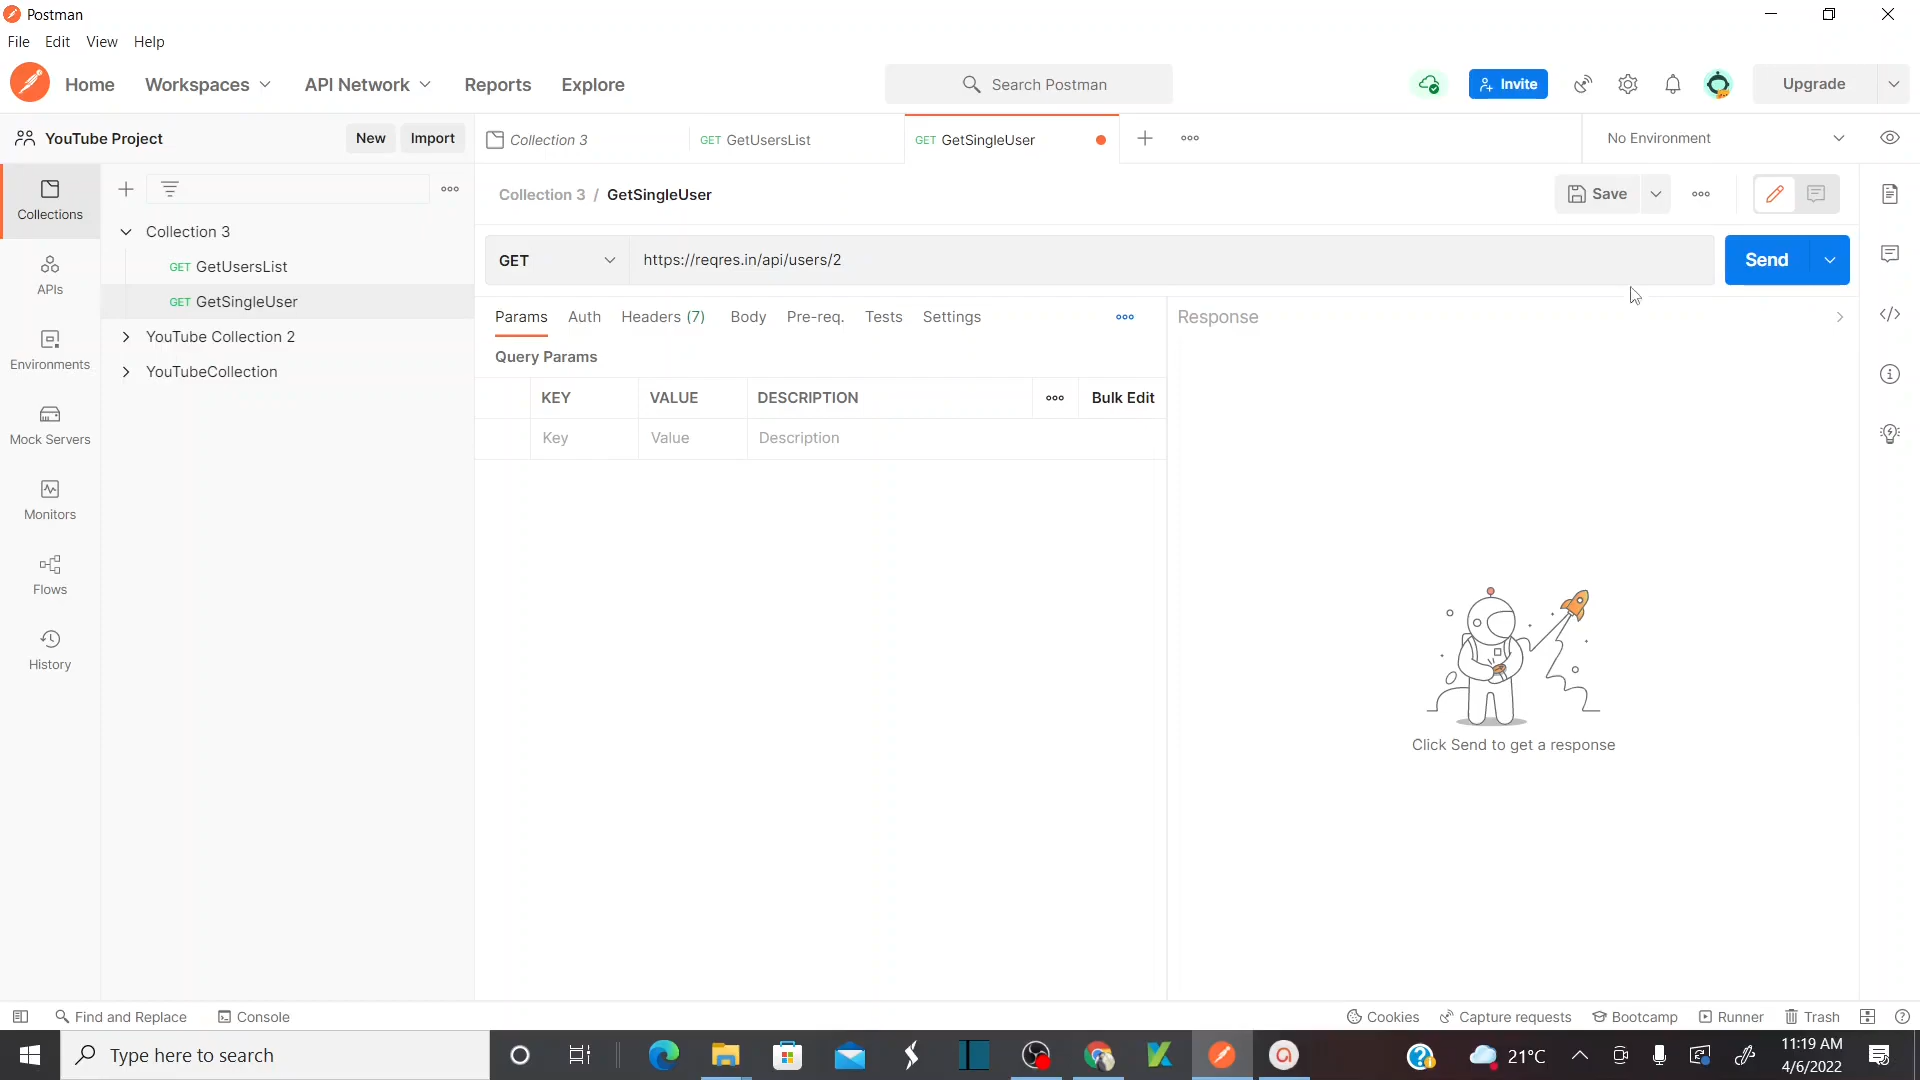 Postman
File Edit View Help
Home Workspaces API Network Reports Explore
Search Postman
Invite
Upgrade
YouTube Project
New Import
Collection 3
GET GetUsersList
GET GetSingleUser
No Environment
Collections
Collection 3
GET GetUsersList
GET GetSingleUser
YouTube Collection 2
YouTubeCollection
APIs
Environments
Mock Servers
Monitors
Flows
History
Collection 3 / GetSingleUser
Save
GET https://reqres.in/api/users/2
Send
Params Auth Headers (7) Body Pre-req. Tests Settings
Response
Query Params
KEY VALUE DESCRIPTION Bulk Edit
Key Value Description
Click Send to get a response
Find and Replace Console
Cookies Capture requests Bootcamp Runner Trash
Type here to search
21°C
11:19 AM
4/6/2022